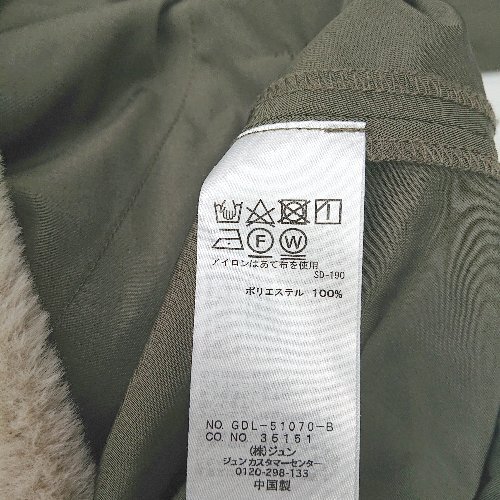 F W
アイロンはあて布を使用
SD-190
ポリエステル 100%
NO. GDL-51070-B
CO. NO. 35151
(株)ジュン
ジュンカスタマーセンター
0120-298-133
中国製